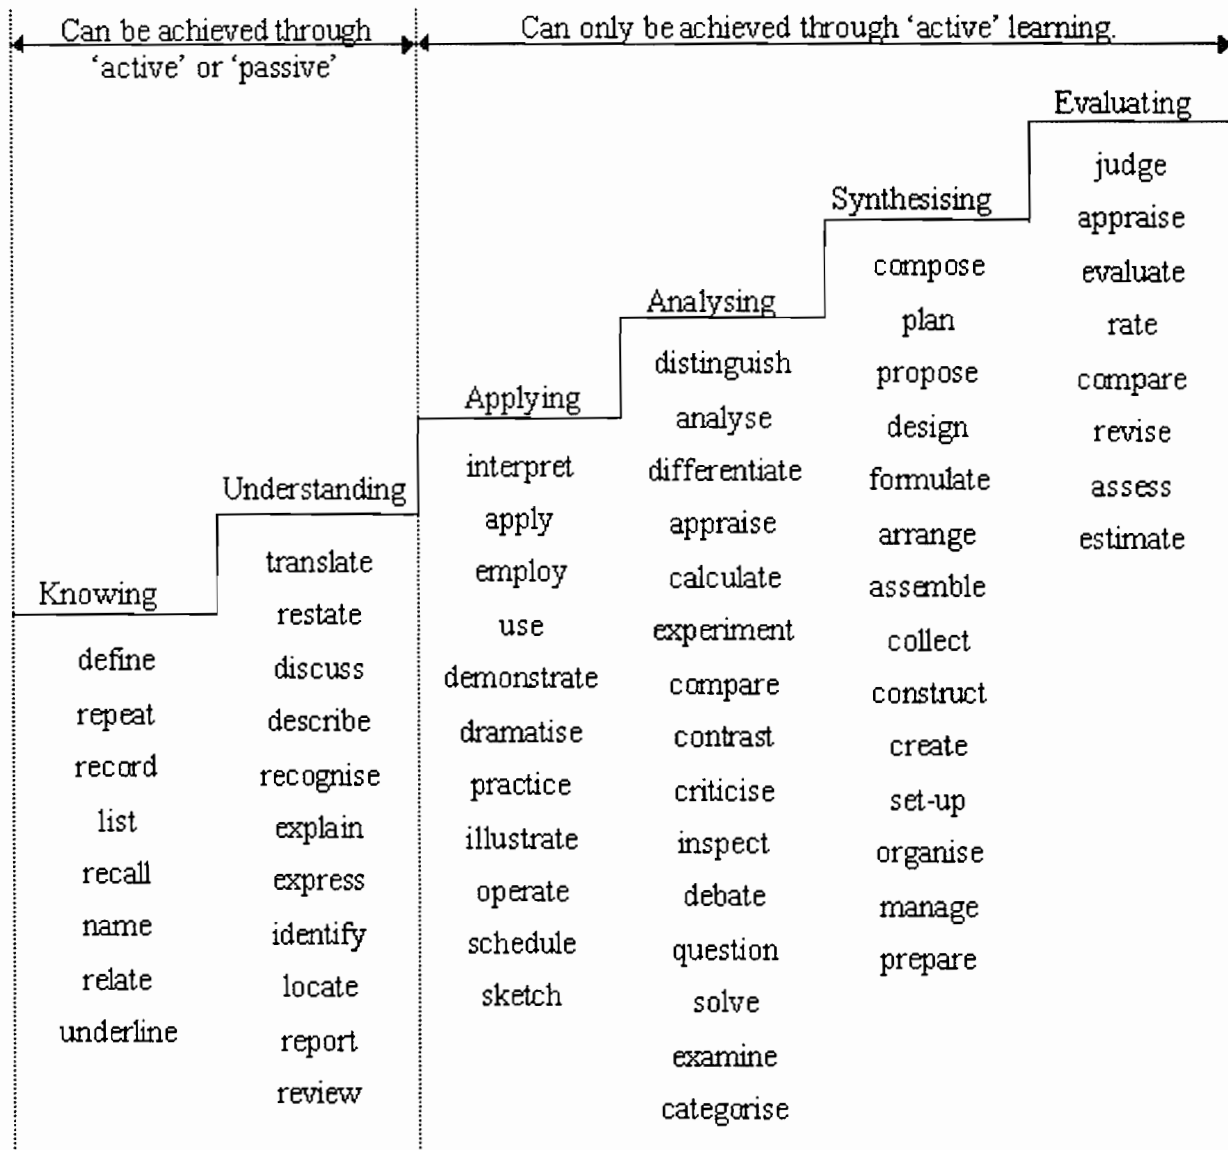 Can be achieved through
‘active’ or ‘passive’
Can only be achieved through ‘active’ learning.
Knowing
define
repeat
record
list
recall
name
relate
underline
Understanding
translate
restate
discuss
describe
recognise
explain
express
identify
locate
report
review
Applying
interpret
apply
employ
use
demonstrate
dramatise
practice
illustrate
operate
schedule
sketch
Analysing
distinguish
analyse
differentiate
appraise
calculate
experiment
compare
contrast
criticise
inspect
debate
question
solve
examine
categorise
Synthesising
compose
plan
propose
design
formulate
arrange
assemble
collect
construct
create
set-up
organise
manage
prepare
Evaluating
judge
appraise
evaluate
rate
compare
revise
assess
estimate